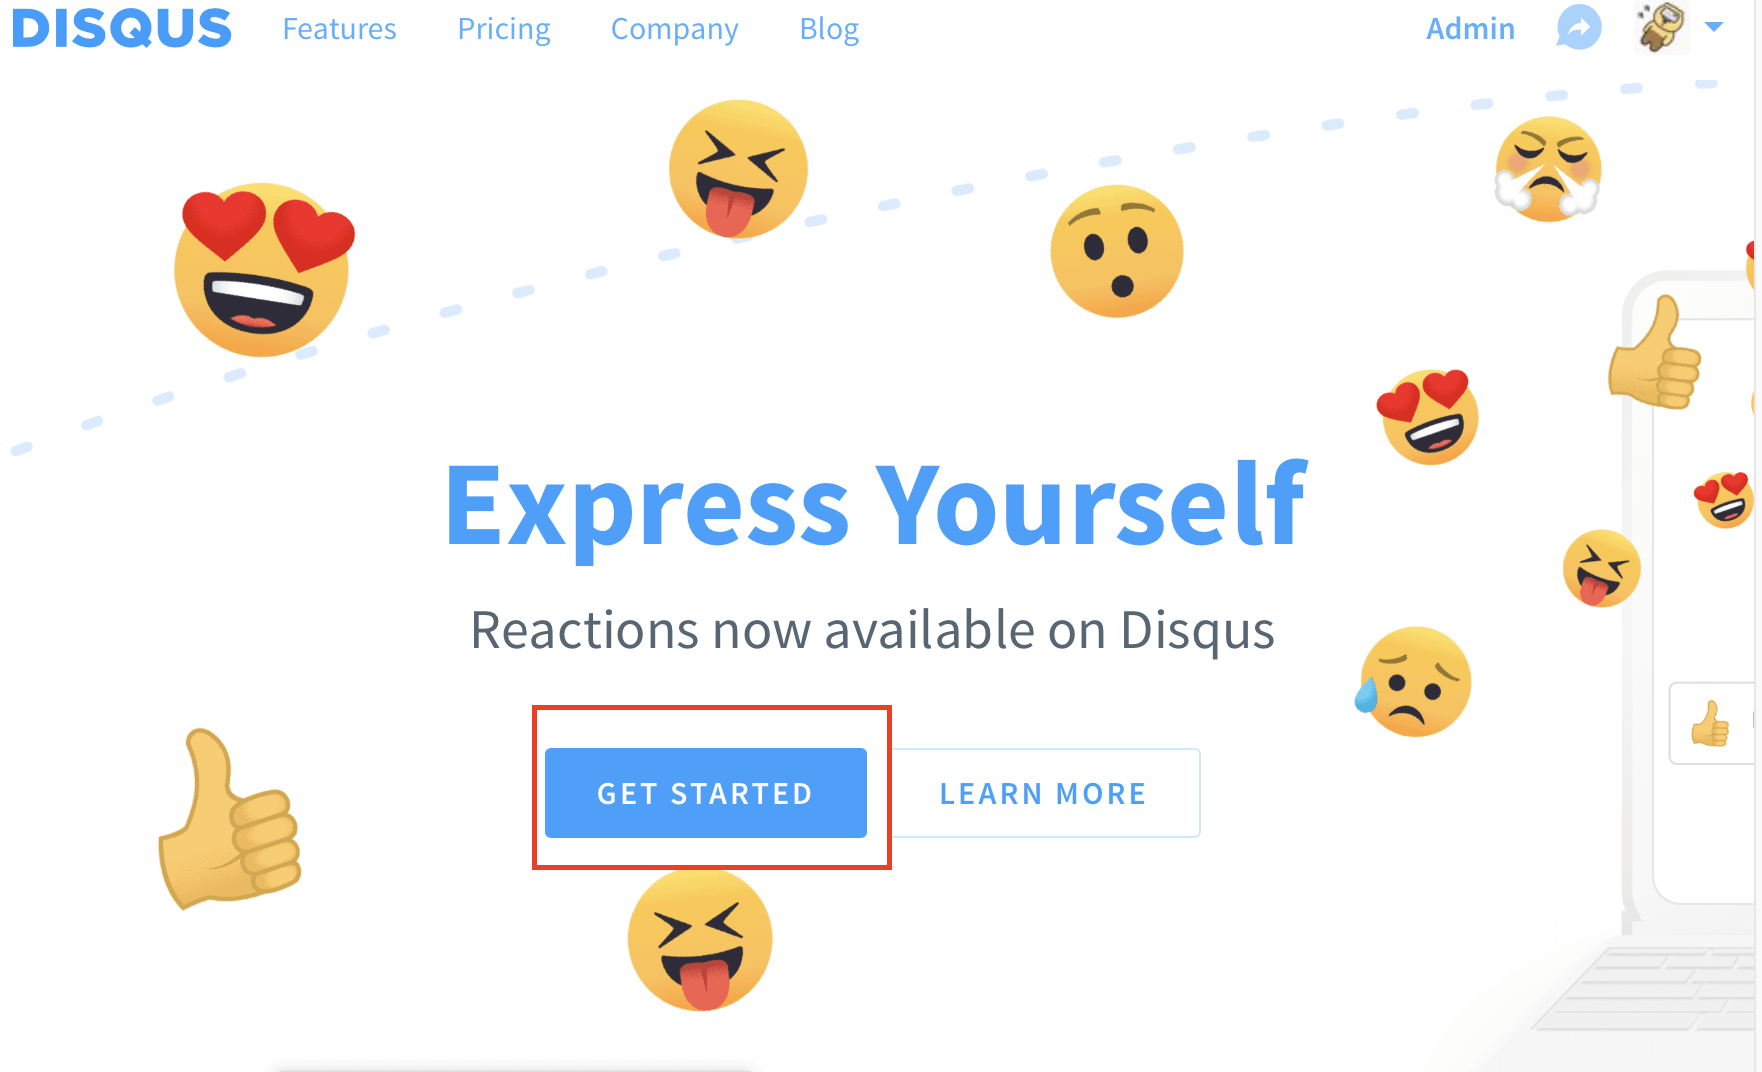 DISQUS Features Pricing Company Blog Admin
Express Yourself
Reactions now available on Disqus
GET STARTED LEARN MORE